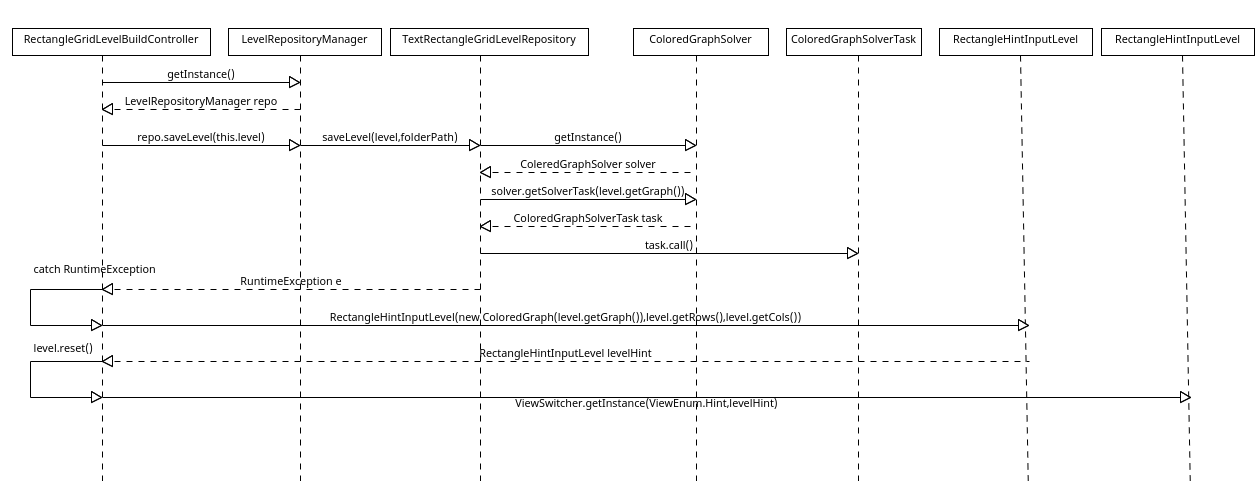 RectangleGridLevelBuildController
LevelRepositoryManager
TextRectangleGridLevelRepository
ColoredGraphSolver
ColoredGraphSolverTask
RectangleHintInputLevel
RectangleHintInputLevel
getInstance()
LevelRepositoryManager repo
repo.saveLevel(this.level)
saveLevel(level,folderPath)
getInstance()
ColeredGraphSolver solver
solver.getSolverTask(level.getGraph())
ColoredGraphSolverTask task
task.call()
catch RuntimeException
RuntimeException e
RectangleHintInputLevel(new ColoredGraph(level.getGraph()),level.getRows(),level.getCols())
level.reset()
RectangleHintInputLevel levelHint
ViewSwitcher.getInstance(ViewEnum.Hint,levelHint)